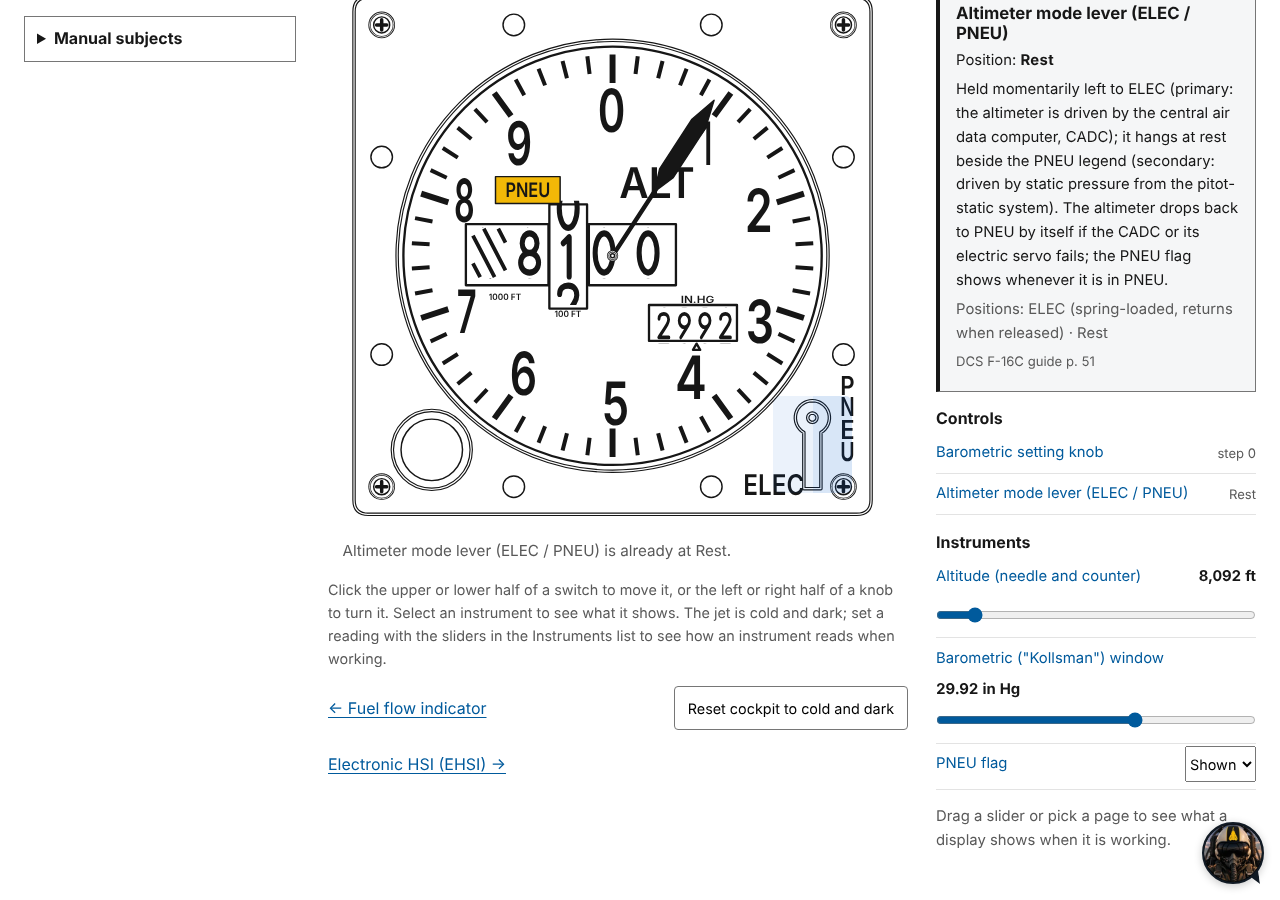 Manual subjects
0
1
2
3
4
5
6
7
8
9
ALT
PNEU
0
8 1 0 0
2
1000 FT
100 FT
IN.HG
2992
PNEU
ELEC
Altimeter mode lever (ELEC / PNEU) is already at Rest.
Click the upper or lower half of a switch to move it, or the left or right half of a knob
to turn it. Select an instrument to see what it shows. The jet is cold and dark; set a
reading with the sliders in the Instruments list to see how an instrument reads when
working.
← Fuel flow indicator
Reset cockpit to cold and dark
Electronic HSI (EHSI) →
Altimeter mode lever (ELEC /
PNEU)
Position: Rest
Held momentarily left to ELEC (primary:
the altimeter is driven by the central air
data computer, CADC); it hangs at rest
beside the PNEU legend (secondary:
driven by static pressure from the pitot-
static system). The altimeter drops back
to PNEU by itself if the CADC or its
electric servo fails; the PNEU flag
shows whenever it is in PNEU.
Positions: ELEC (spring-loaded, returns
when released) · Rest
DCS F-16C guide p. 51
Controls
Barometric setting knob step 0
Altimeter mode lever (ELEC / PNEU) Rest
Instruments
Altitude (needle and counter) 8,092 ft
Barometric ("Kollsman") window
29.92 in Hg
PNEU flag Shown
Drag a slider or pick a page to see what a
display shows when it is working.